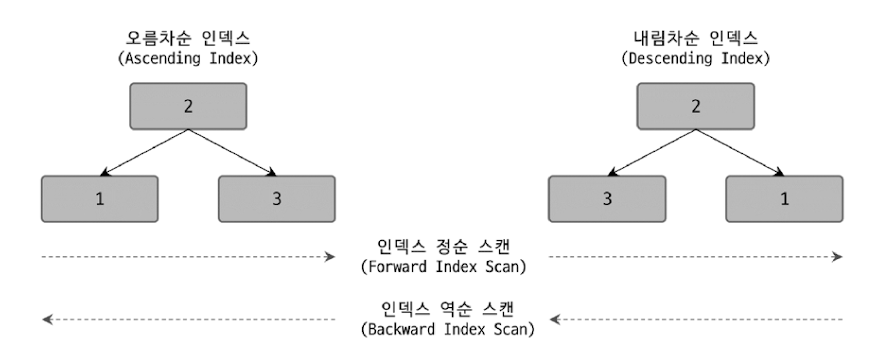 오름차순 인덱스
(Ascending Index)
내림차순 인덱스
(Descending Index)
2
2
1
3
3
1
인덱스 정순 스캔
(Forward Index Scan)
인덱스 역순 스캔
(Backward Index Scan)